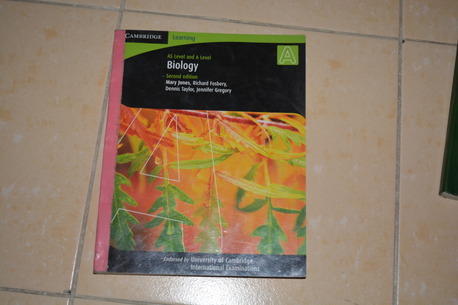 CAMBRIDGE Learning
AS Level and A Level
Biology
Second edition
Mary Jones, Richard Fosbery,
Dennis Taylor, Jennifer Gregory
A
Endorsed by University of Cambridge
International Examinations